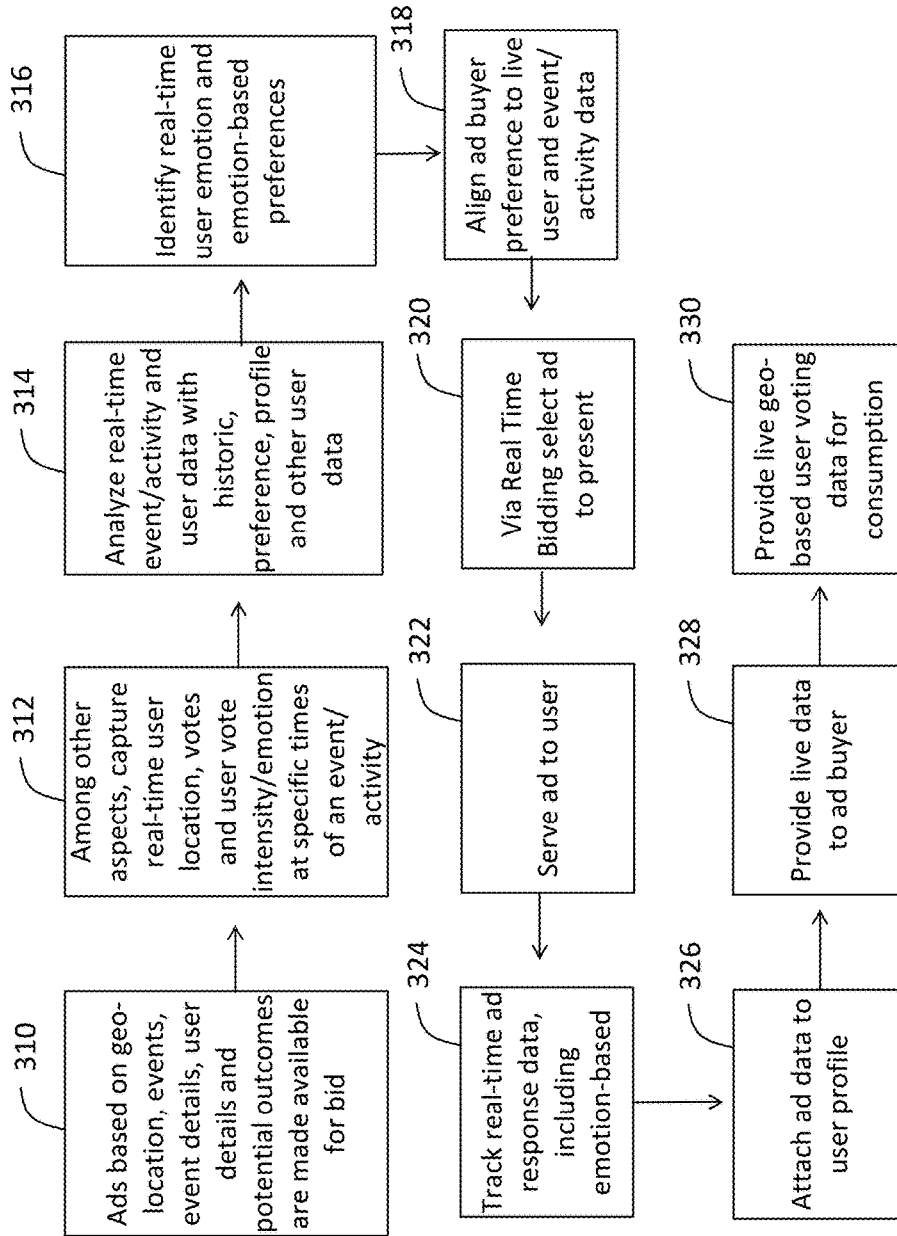 310
Ads based on geo-
location, events,
event details, user
details and
potential outcomes
are made available
for bid
312
Among other
aspects, capture
real-time user
location, votes
and user vote
intensity/emotion
at specific times
of an event/
activity
314
Analyze real-time
event/activity and
user data with
historic,
preference, profile
and other user
data
316
Identify real-time
user emotion and
emotion-based
preferences
318
Align ad buyer
preference to live
user and event/
activity data
320
Via Real Time
Bidding select ad
to present
322
Serve ad to user
324
Track real-time ad
response data,
including
emotion-based
326
Attach ad data to
user profile
328
Provide live data
to ad buyer
330
Provide live geo-
based user voting
data for
consumption